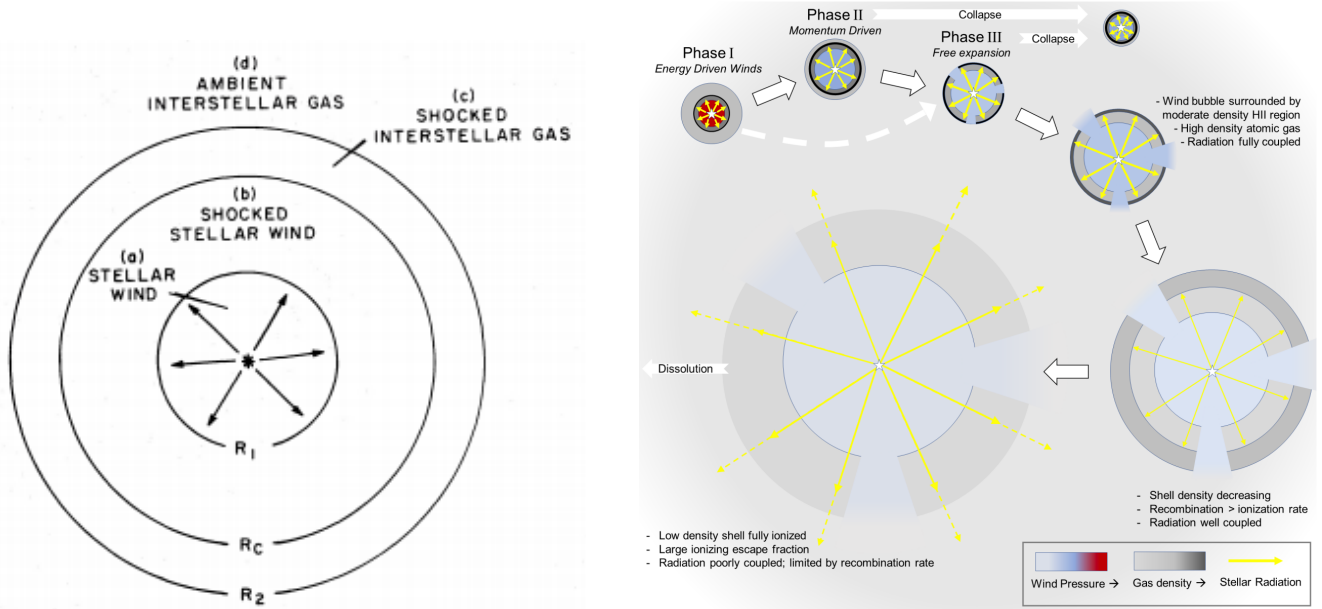 (d)
AMBIENT
INTERSTELLAR GAS
(c)
SHOCKED
INTERSTELLAR GAS
(b)
SHOCKED
STELLAR WIND
(a)
STELLAR
WIND
R1
RC
R2
Phase I
Energy Driven Winds
Phase II
Momentum Driven
Collapse
Phase III
Free expansion
Collapse
- Wind bubble surrounded by
moderate density HII region
- High density atomic gas
- Radiation fully coupled
- Shell density decreasing
- Recombination > ionization rate
- Radiation well coupled
Dissolution
- Low density shell fully ionized
- Large ionizing escape fraction
- Radiation poorly coupled; limited by recombination rate
Wind Pressure → Gas density → Stellar Radiation